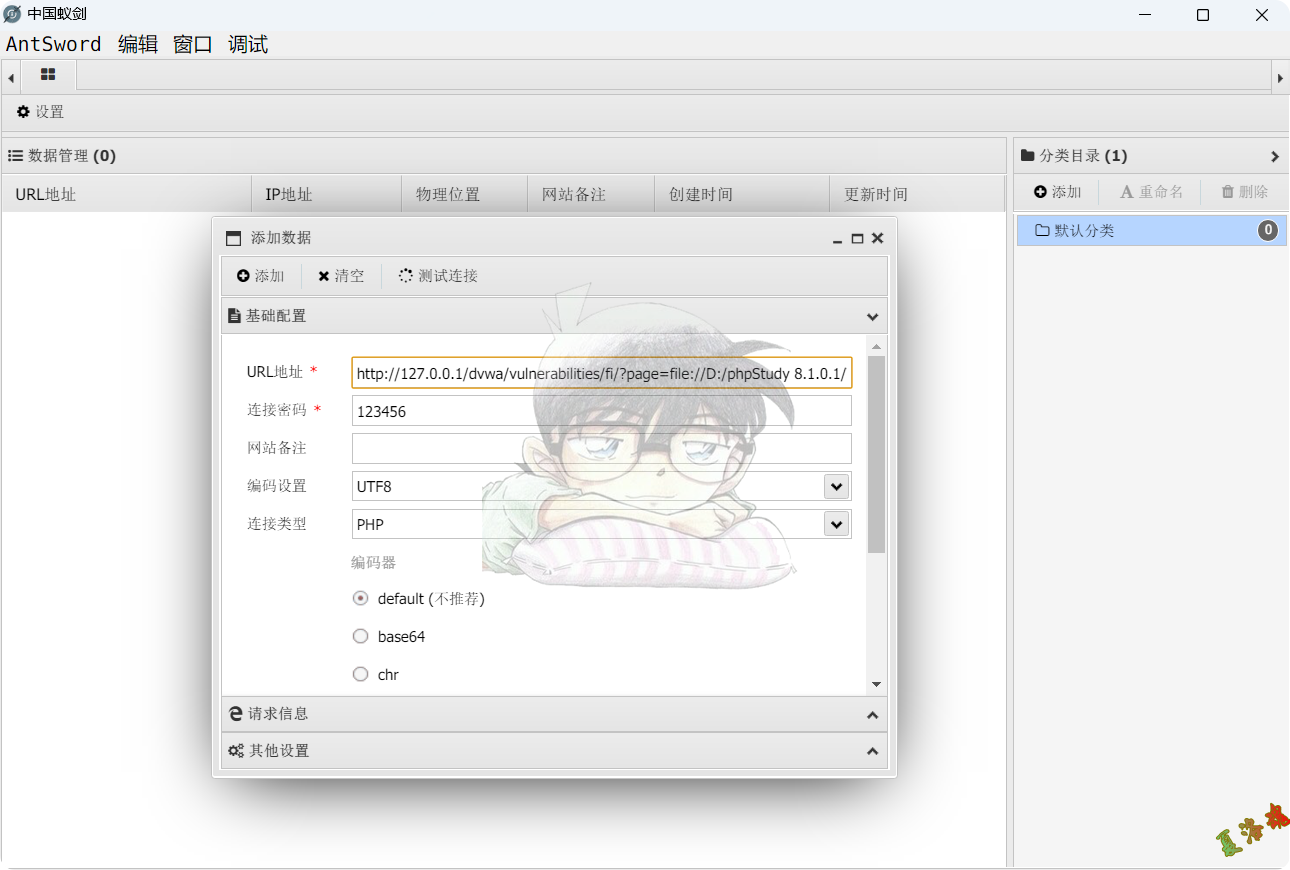 中国蚁剑
AntSword 编辑 窗口 调试
设置
数据管理 (0)
分类目录 (1)
URL地址 IP地址 物理位置 网站备注 创建时间 更新时间
添加 重命名 删除
默认分类 0
添加数据
添加 清空 测试连接
基础配置
URL地址 * http://127.0.0.1/dvwa/vulnerabilities/fi/?page=file://D:/phpStudy 8.1.0.1/
连接密码 * 123456
网站备注
编码设置 UTF8
连接类型 PHP
编码器
default (不推荐)
base64
chr
请求信息
其他设置